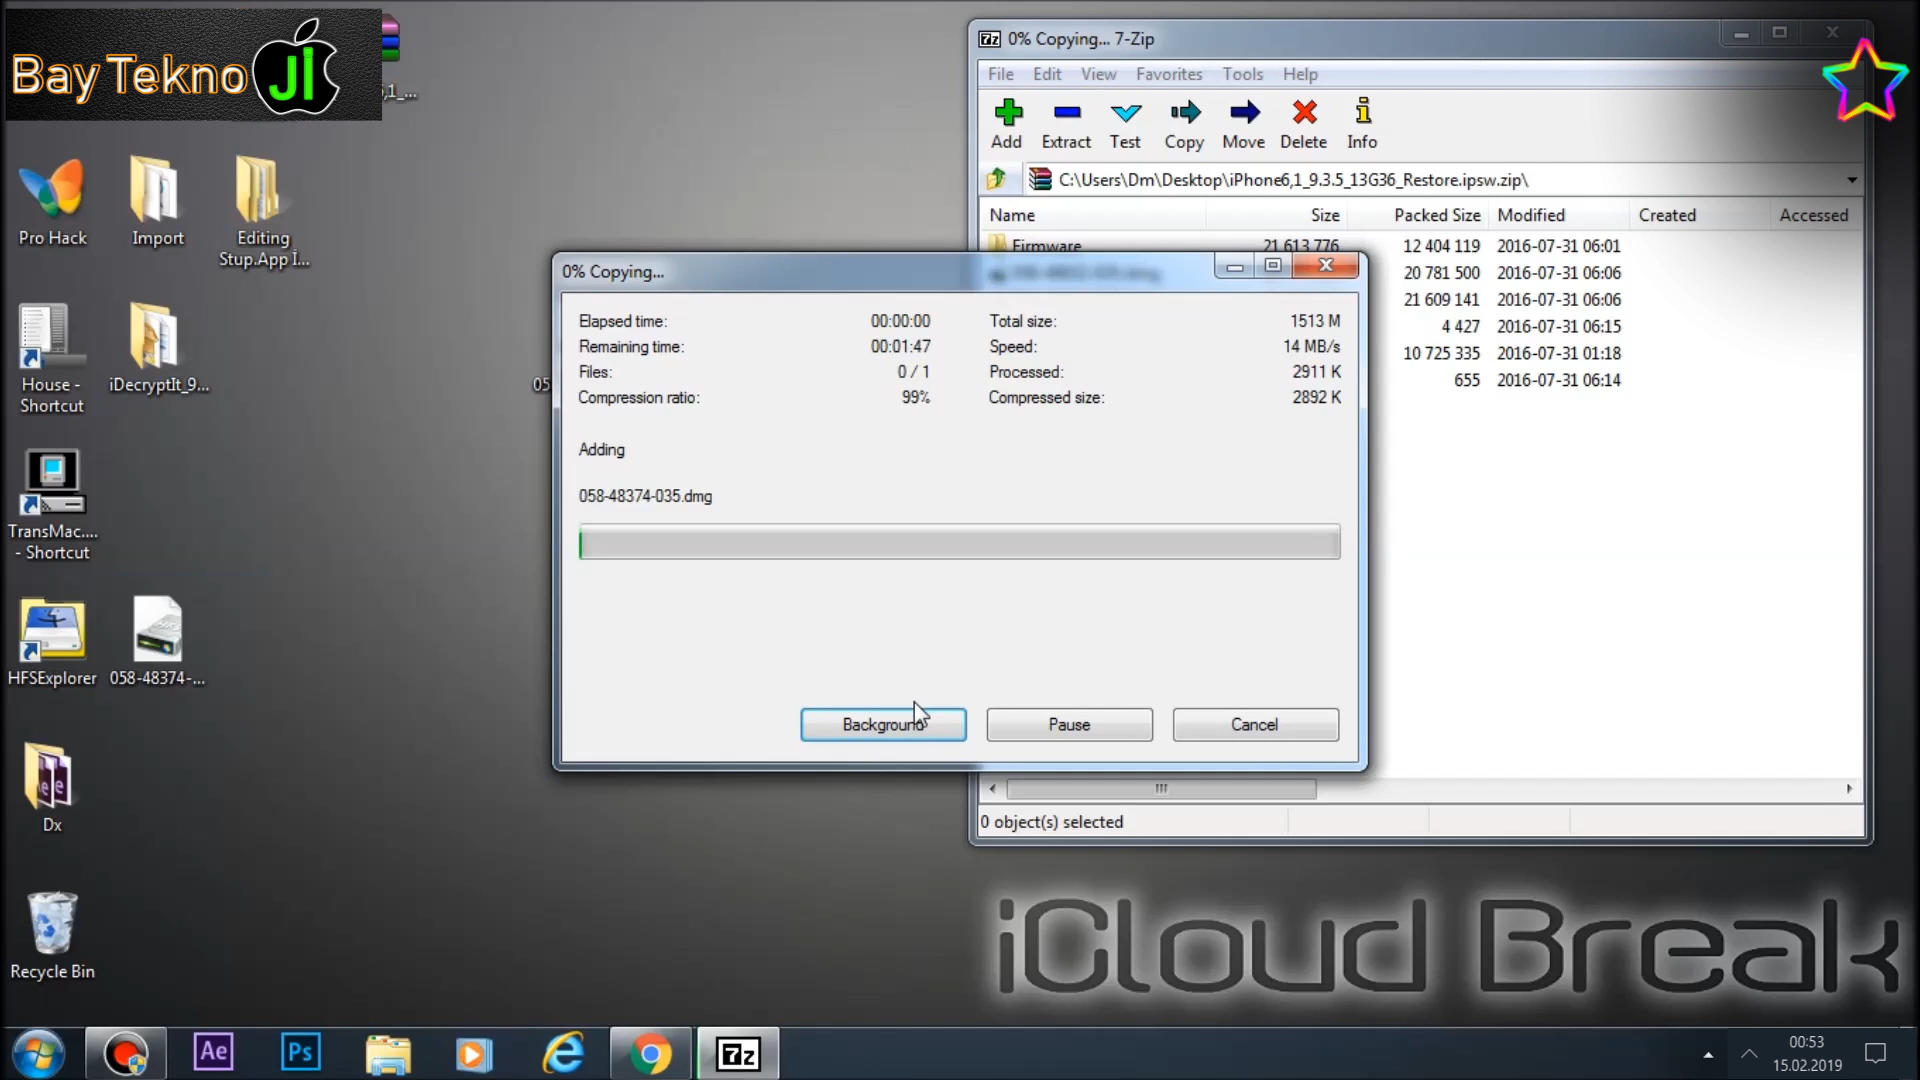 Bay Tekno Ji
,1_...
Pro Hack
Import
Editing
Stup.App İ...
House -
Shortcut
iDecryptIt_9...
TransMac....
- Shortcut
HFSExplorer
058-48374-...
Dx
Recycle Bin
05
0% Copying... 7-Zip
File Edit View Favorites Tools Help
Add Extract Test Copy Move Delete Info
C:\Users\Dm\Desktop\iPhone6,1_9.3.5_13G36_Restore.ipsw.zip\
Name Size Packed Size Modified Created Accessed
Firmware 21 613 776 12 404 119 2016-07-31 06:01
20 781 500 2016-07-31 06:06
21 609 141 2016-07-31 06:06
4 427 2016-07-31 06:15
10 725 335 2016-07-31 01:18
655 2016-07-31 06:14
0 object(s) selected
0% Copying...
Elapsed time: 00:00:00 Total size: 1513 M
Remaining time: 00:01:47 Speed: 14 MB/s
Files: 0 / 1 Processed: 2911 K
Compression ratio: 99% Compressed size: 2892 K
Adding
058-48374-035.dmg
Background Pause Cancel
iCloud Break
Ae Ps 7z
00:53
15.02.2019